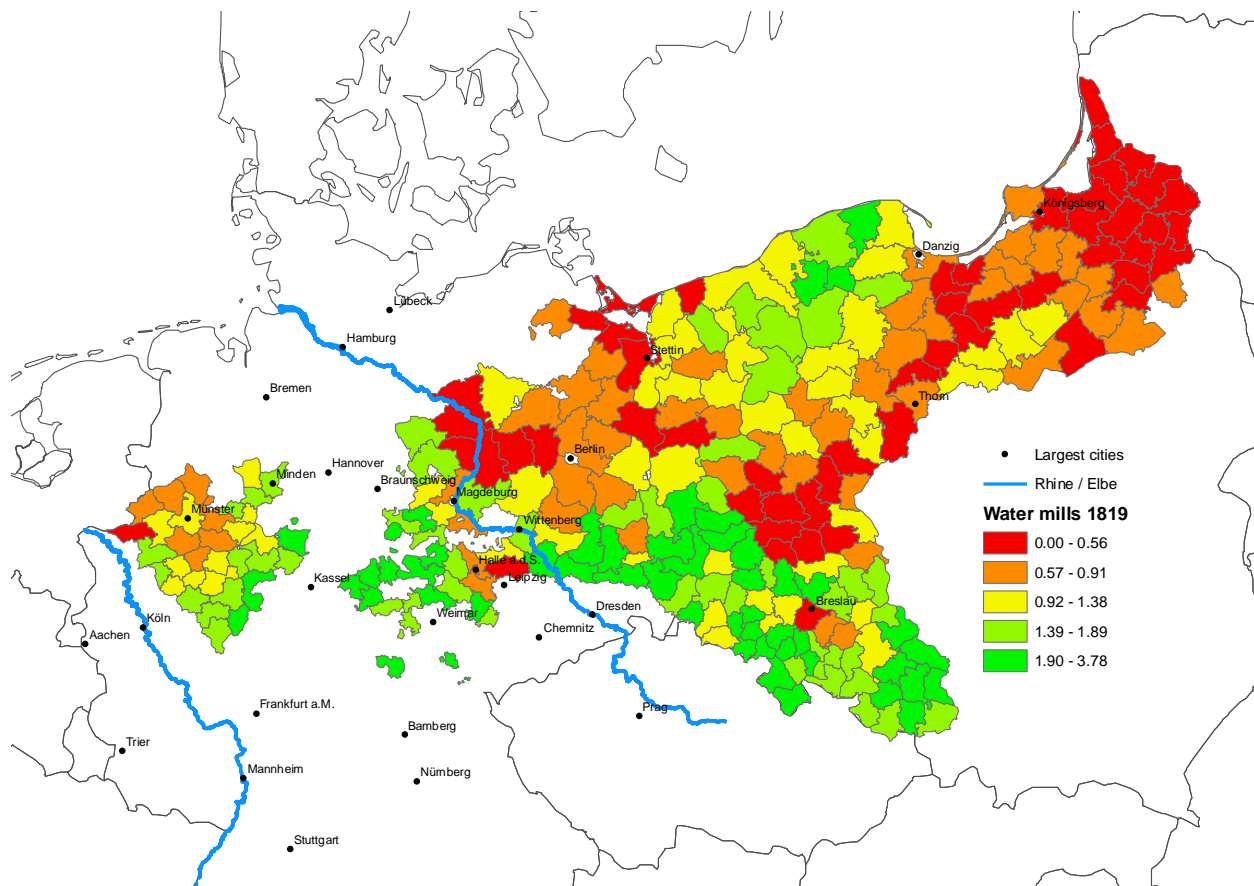 Königsberg
Danzig
Lübeck
Hamburg
Stettin
Bremen
Thorn
Berlin
Hannover
Minden
Braunschweig
Magdeburg
Münster
Wittenberg
Halle a.d.S.
Leipzig
Kassel
Breslau
Dresden
Köln
Weimar
Aachen
Chemnitz
Frankfurt a.M.
Prag
Bamberg
Trier
Mannheim
Nürnberg
Stuttgart
Largest cities
Rhine / Elbe
Water mills 1819
0.00 - 0.56
0.57 - 0.91
0.92 - 1.38
1.39 - 1.89
1.90 - 3.78